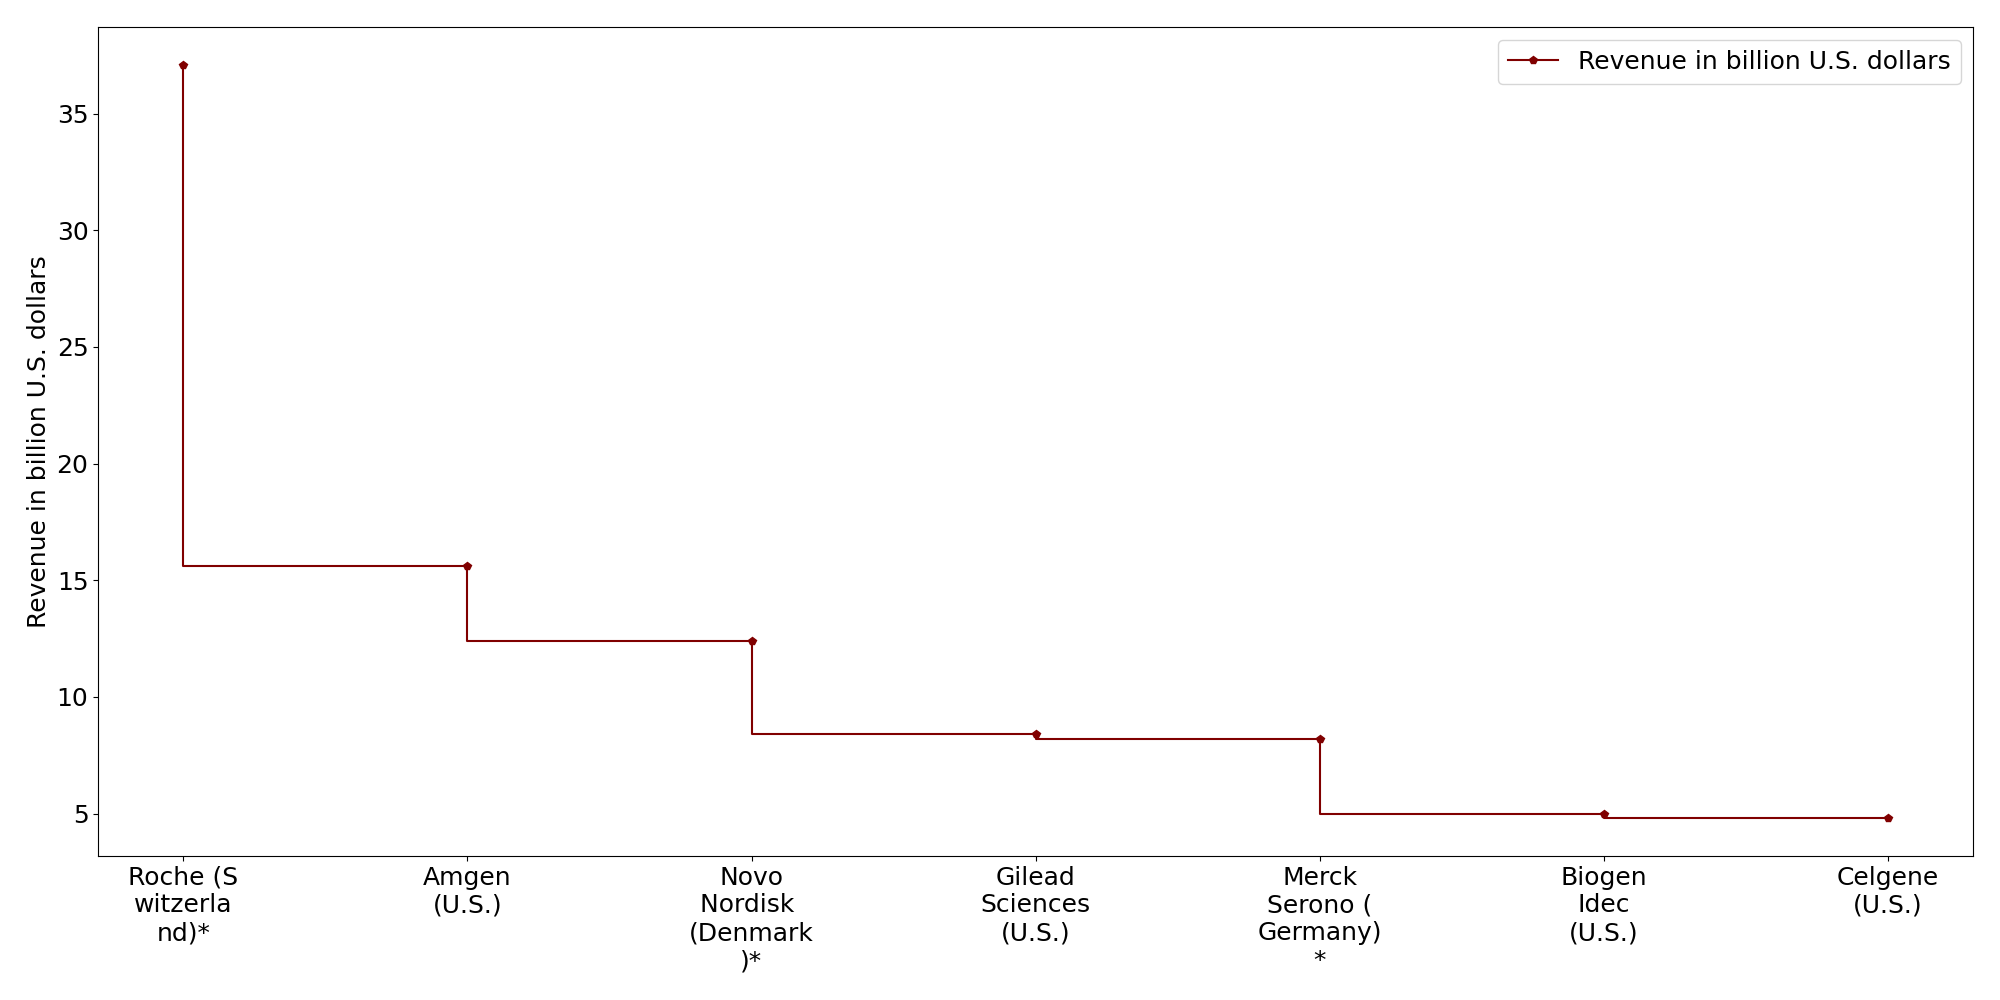 Revenue in billion U.S. dollars
Revenue in billion U.S. dollars
35
30
25
20
15
10
5
Roche (S
witzerla
nd)*
Amgen
(U.S.)
Novo
Nordisk
(Denmark
)*
Gilead
Sciences
(U.S.)
Merck
Serono (
Germany)
*
Biogen
Idec
(U.S.)
Celgene
(U.S.)